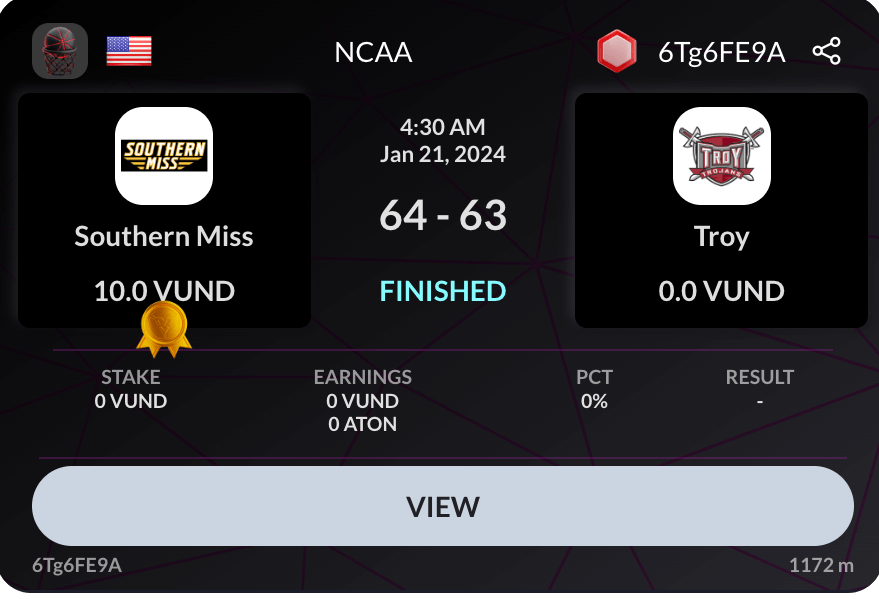 NCAA
6Tg6FE9A
SOUTHERN
MISS
Southern Miss
10.0 VUND
4:30 AM
Jan 21, 2024
64 - 63
FINISHED
TROY
TROJANS
Troy
0.0 VUND
STAKE
0 VUND
EARNINGS
0 VUND
0 ATON
PCT
0%
RESULT
-
VIEW
6Tg6FE9A
1172 m